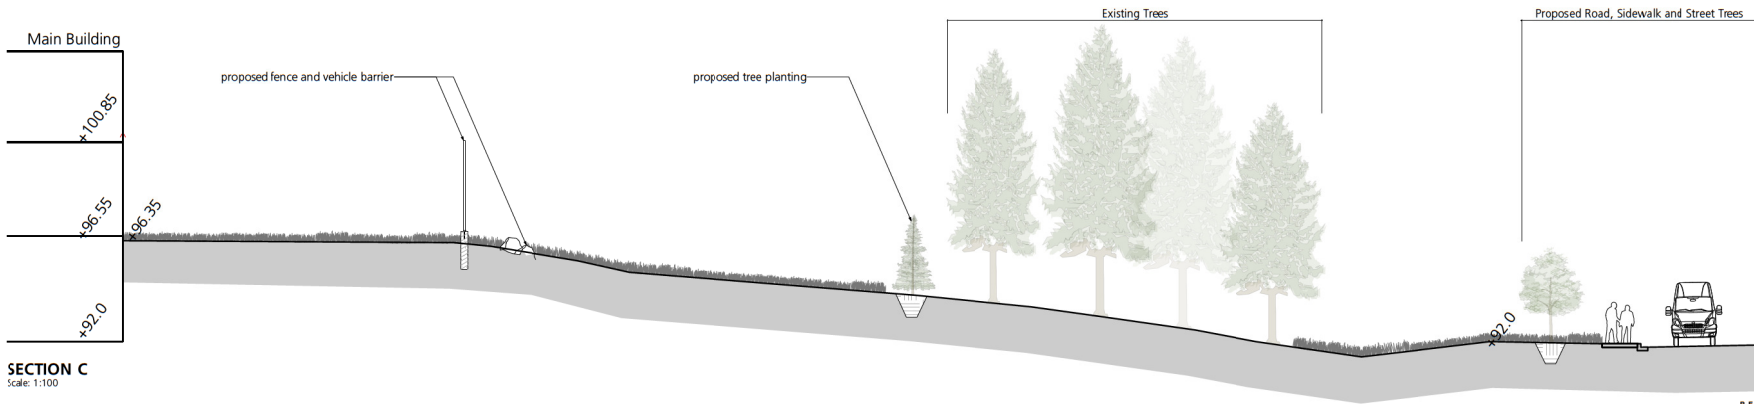 Existing Trees
Proposed Road, Sidewalk and Street Trees
Main Building
proposed fence and vehicle barrier
proposed tree planting
+100.85
+96.55
+96.35
+92.0
+92.0
SECTION C
Scale: 1:100